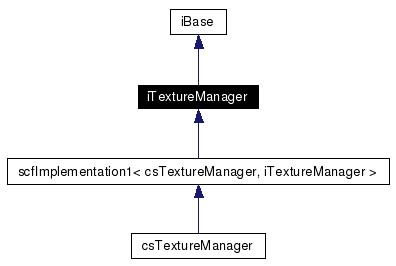 iBase
iTextureManager
scfImplementation1< csTextureManager, iTextureManager >
csTextureManager